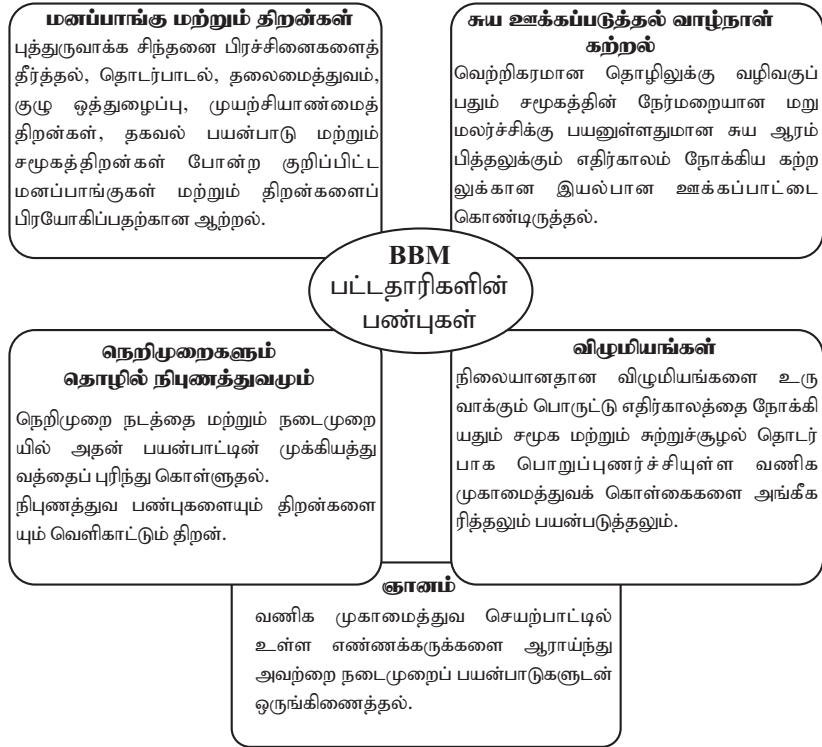 மனப்பாங்கு மற்றும் திறன்கள்
புத்துருவாக்க சிந்தனை பிரச்சினைகளைத்
தீர்த்தல், தொடர்பாடல், தலைமைத்துவம்,
குழு ஒத்துழைப்பு, முயற்சியாண்மைத்
திறன்கள், தகவல் பயன்பாடு மற்றும்
சமூகத்திறன்கள் போன்ற குறிப்பிட்ட
மனப்பாங்குகள் மற்றும் திறன்களைப்
பிரயோகிப்பதற்கான ஆற்றல்.
சுய ஊக்கப்படுத்தல் வாழ்நாள்
கற்றல்
வெற்றிகரமான தொழிலுக்கு வழிவகுப்
பதும் சமூகத்தின் நேர்மறையான மறு
மலர்ச்சிக்கு பயனுள்ளதுமான சுய ஆரம்
பித்தலுக்கும் எதிர்காலம் நோக்கிய கற்ற
லுக்கான இயல்பான ஊக்கப்பாட்டை
கொண்டிருத்தல்.
BBM
பட்டதாரிகளின்
பண்புகள்
நெறிமுறைகளும்
தொழில் நிபுணத்துவமும்
நெறிமுறை நடத்தை மற்றும் நடைமுறை
யில் அதன் பயன்பாட்டின் முக்கியத்து
வத்தைப் புரிந்து கொள்ளுதல்.
நிபுணத்துவ பண்புகளையும் திறன்களை
யும் வெளிகாட்டும் திறன்.
விழுமியங்கள்
நிலையானதான விழுமியங்களை உரு
வாக்கும் பொருட்டு எதிர்காலத்தை நோக்கி
யதும் சமூக மற்றும் சுற்றுச்சூழல் தொடர்
பாக பொறுப்புணர்ச்சியுள்ள வணிக
முகாமைத்துவக் கொள்கைகளை அங்கீக
ரித்தலும் பயன்படுத்தலும்.
ஞானம்
வணிக முகாமைத்துவ செயற்பாட்டில்
உள்ள எண்ணக்கருக்களை ஆராய்ந்து
அவற்றை நடைமுறைப் பயன்பாடுகளுடன்
ஒருங்கிணைத்தல்.